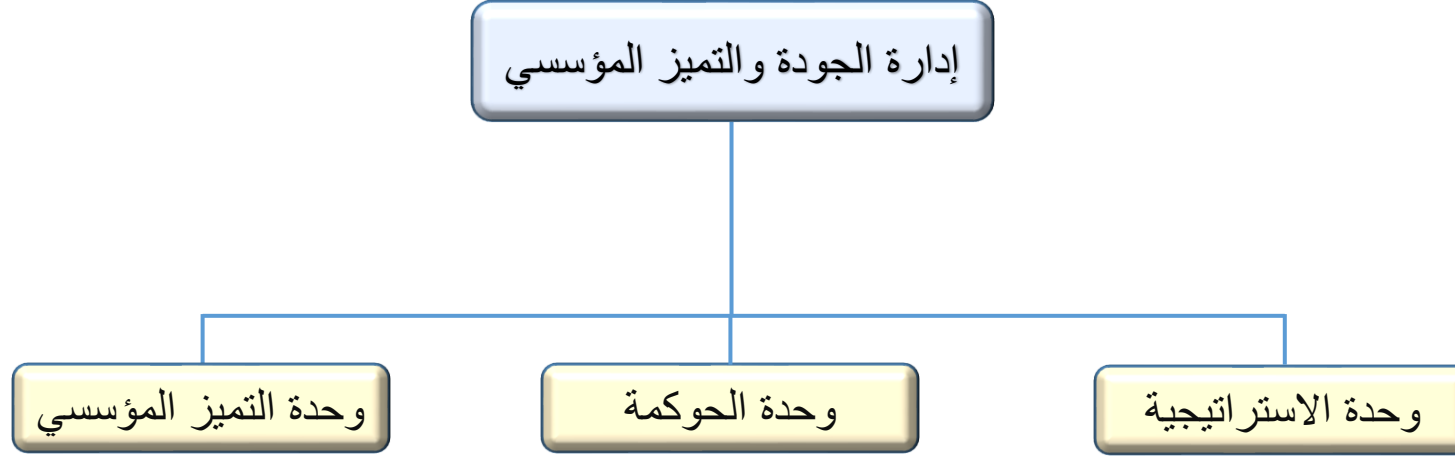 إدارة الجودة والتميز المؤسسي
وحدة الاستراتيجية
وحدة الحوكمة
وحدة التميز المؤسسي